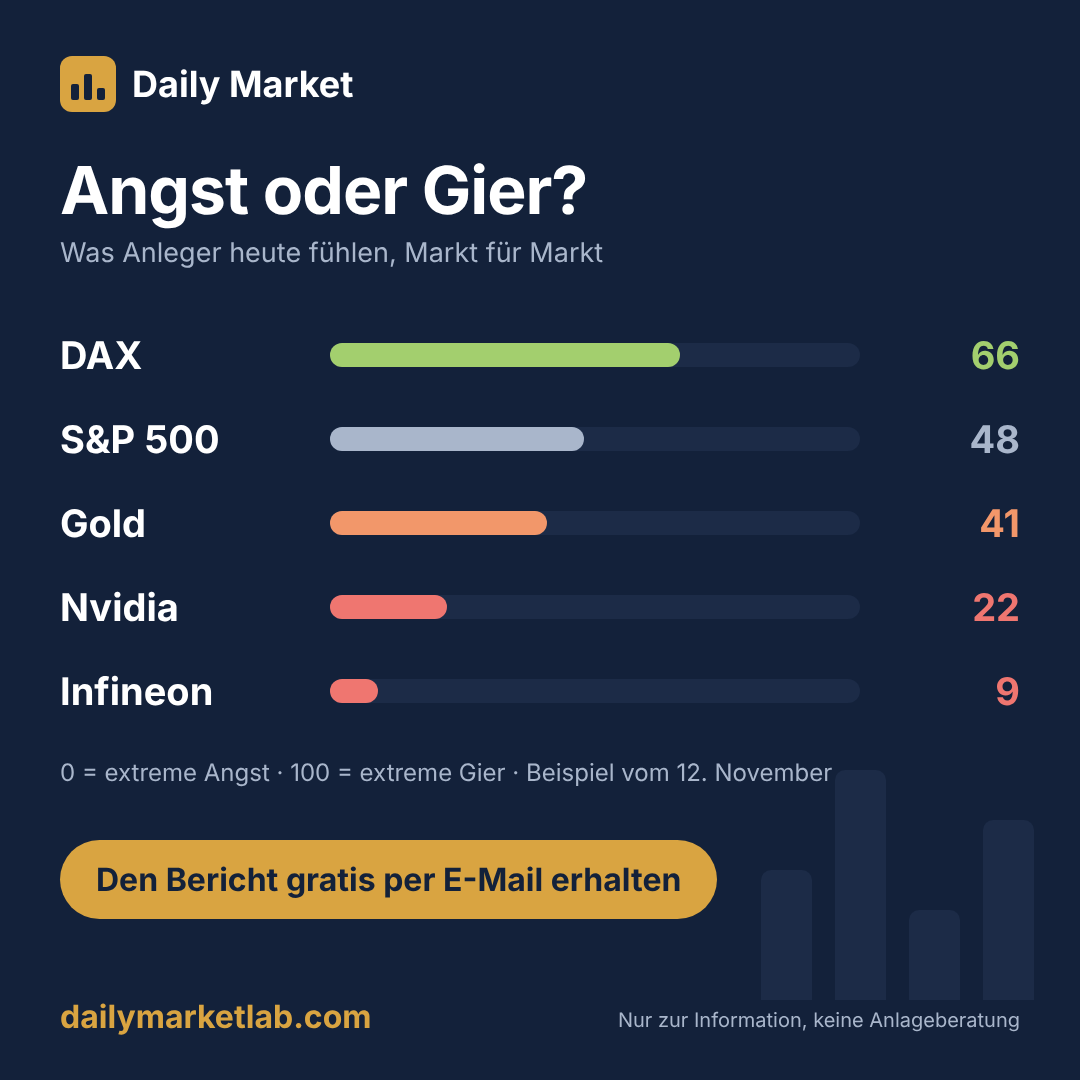 Daily Market
Angst oder Gier?
Was Anleger heute fühlen, Markt für Markt
DAX 66
S&P 500 48
Gold 41
Nvidia 22
Infineon 9
0 = extreme Angst · 100 = extreme Gier · Beispiel vom 12. November
Den Bericht gratis per E-Mail erhalten
dailymarketlab.com
Nur zur Information, keine Anlageberatung